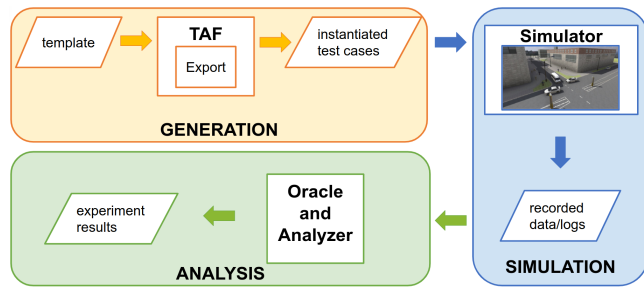 template
TAF
Export
instantiated
test cases
GENERATION
Simulator
recorded
data/logs
SIMULATION
Oracle
and
Analyzer
experiment
results
ANALYSIS